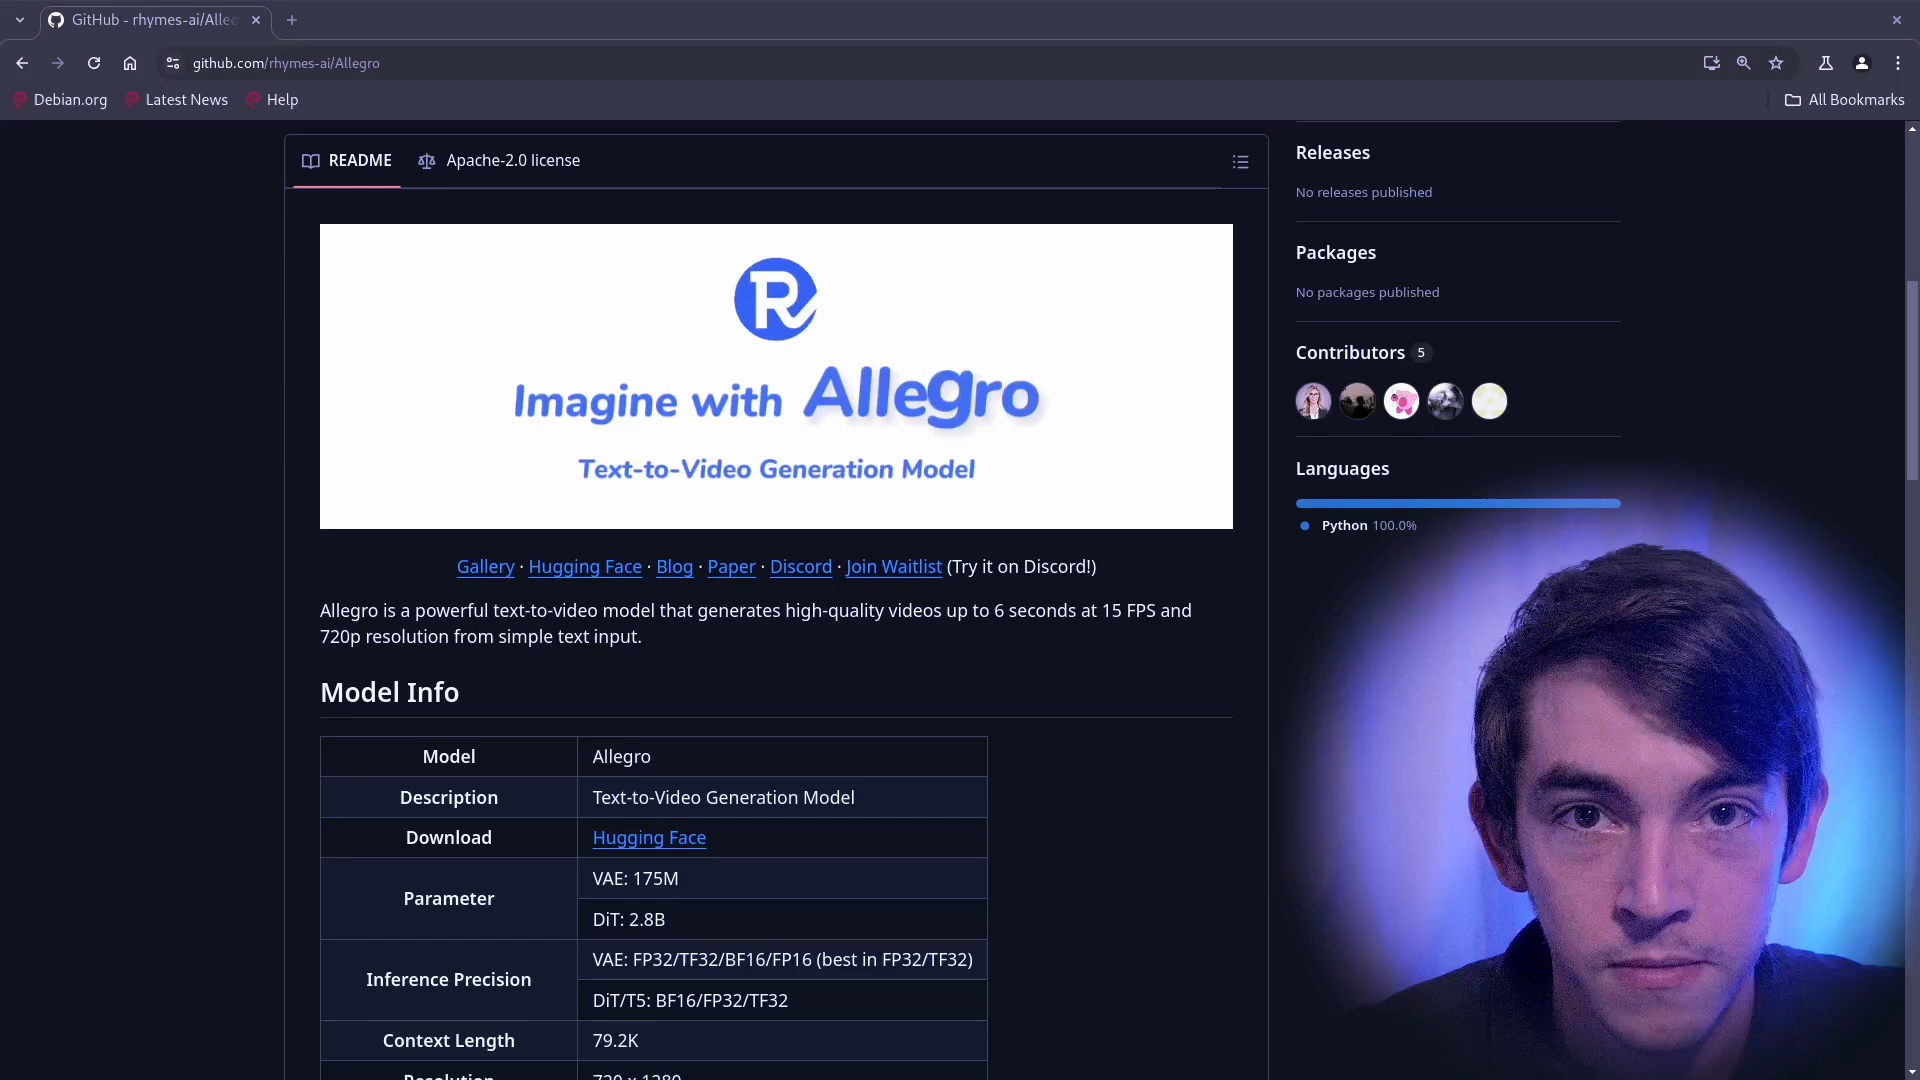 GitHub - rhymes-ai/Alleg
github.com/rhymes-ai/Allegro
Debian.org
Latest News
Help
All Bookmarks
README
Apache-2.0 license
R
Imagine with Allegro
Text-to-Video Generation Model
Gallery · Hugging Face · Blog · Paper · Discord · Join Waitlist (Try it on Discord!)
Allegro is a powerful text-to-video model that generates high-quality videos up to 6 seconds at 15 FPS and
720p resolution from simple text input.
Model Info
Model Allegro
Description Text-to-Video Generation Model
Download Hugging Face
Parameter
VAE: 175M
DiT: 2.8B
Inference Precision
VAE: FP32/TF32/BF16/FP16 (best in FP32/TF32)
DiT/T5: BF16/FP32/TF32
Context Length 79.2K
Resolution 720 x 1280
Releases
No releases published
Packages
No packages published
Contributors 5
Languages
Python 100.0%